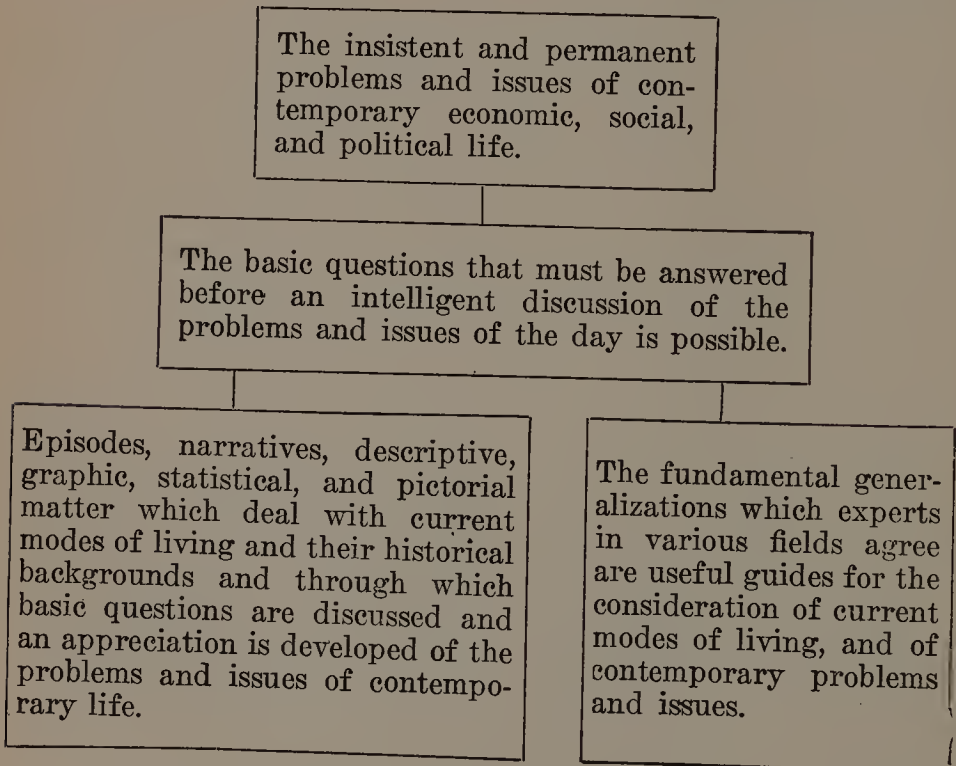 The insistent and permanent
problems and issues of con-
temporary economic, social,
and political life.
The basic questions that must be answered
before an intelligent discussion of the
problems and issues of the day is possible.
Episodes, narratives, descriptive,
graphic, statistical, and pictorial
matter which deal with current
modes of living and their historical
backgrounds and through which
basic questions are discussed and
an appreciation is developed of the
problems and issues of contempo-
rary life.
The fundamental gener-
alizations which experts
in various fields agree
are useful guides for the
consideration of current
modes of living, and of
contemporary problems
and issues.